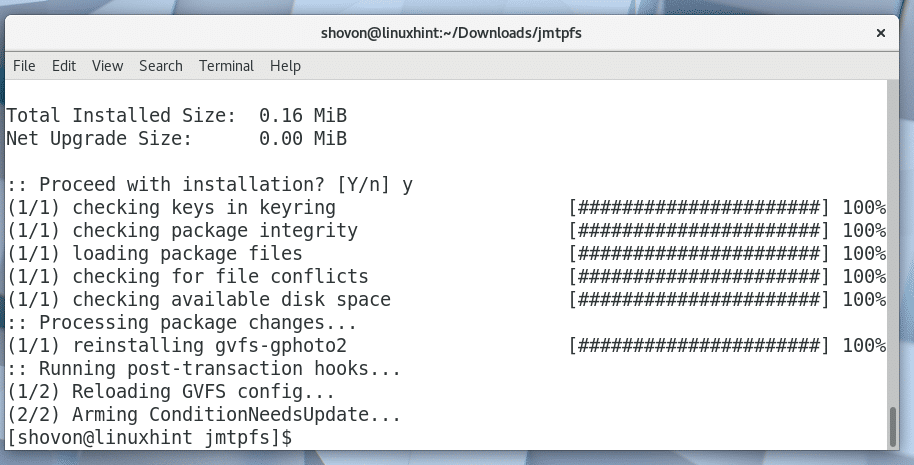 shovon@linuxhint:~/Downloads/jmtpfs ×
File Edit View Search Terminal Help
Total Installed Size:  0.16 MiB
Net Upgrade Size:      0.00 MiB
:: Proceed with installation? [Y/n] y
(1/1) checking keys in keyring [######################] 100%
(1/1) checking package integrity [######################] 100%
(1/1) loading package files [######################] 100%
(1/1) checking for file conflicts [######################] 100%
(1/1) checking available disk space [######################] 100%
:: Processing package changes...
(1/1) reinstalling gvfs-gphoto2 [######################] 100%
:: Running post-transaction hooks...
(1/2) Reloading GVFS config...
(2/2) Arming ConditionNeedsUpdate...
[shovon@linuxhint jmtpfs]$